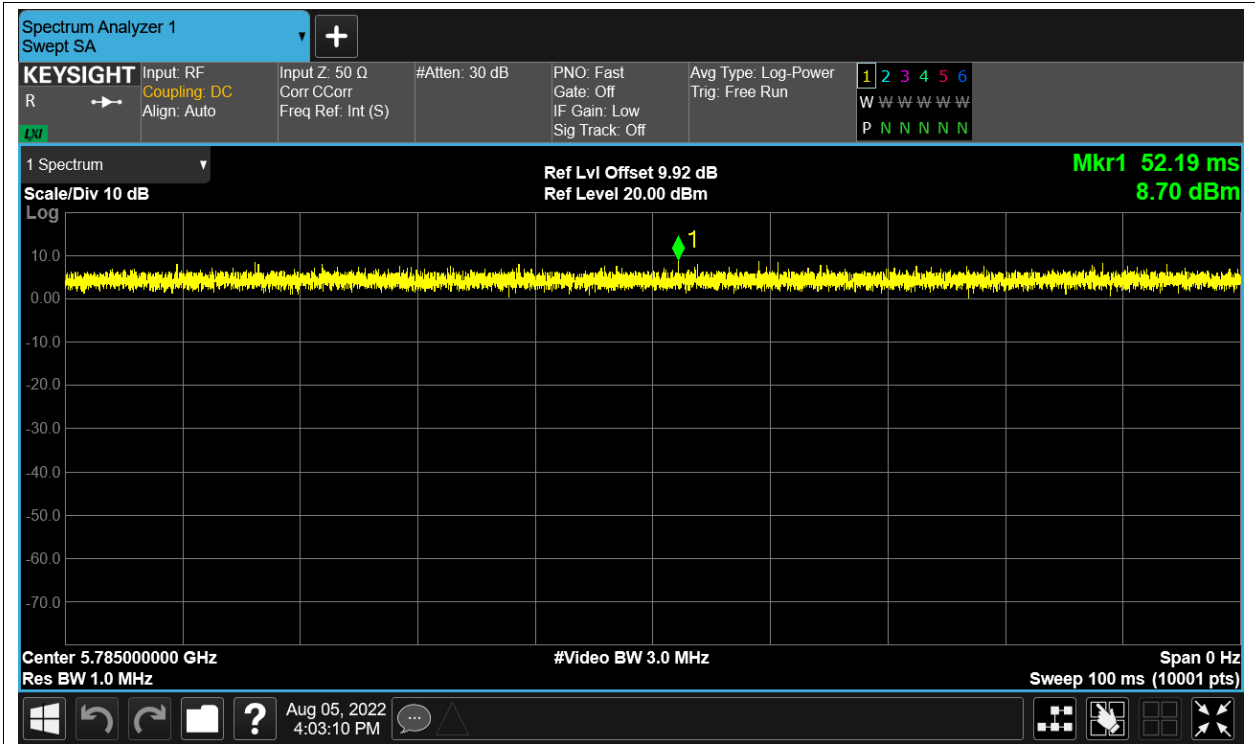 Spectrum Analyzer 1
Swept SA
KEYSIGHT
R
LXI
Input: RF
Coupling: DC
Align: Auto
Input Z: 50 Ω
Corr CCorr
Freq Ref: Int (S)
#Atten: 30 dB
PNO: Fast
Gate: Off
IF Gain: Low
Sig Track: Off
Avg Type: Log-Power
Trig: Free Run
1 2 3 4 5 6
W W W W W W
P N N N N N
1 Spectrum
Scale/Div 10 dB
Log
Ref Lvl Offset 9.92 dB
Ref Level 20.00 dBm
Mkr1 52.19 ms
8.70 dBm
1
10.0
0.00
-10.0
-20.0
-30.0
-40.0
-50.0
-60.0
-70.0
Center 5.785000000 GHz
Res BW 1.0 MHz
#Video BW 3.0 MHz
Span 0 Hz
Sweep 100 ms (10001 pts)
?
Aug 05, 2022
4:03:10 PM